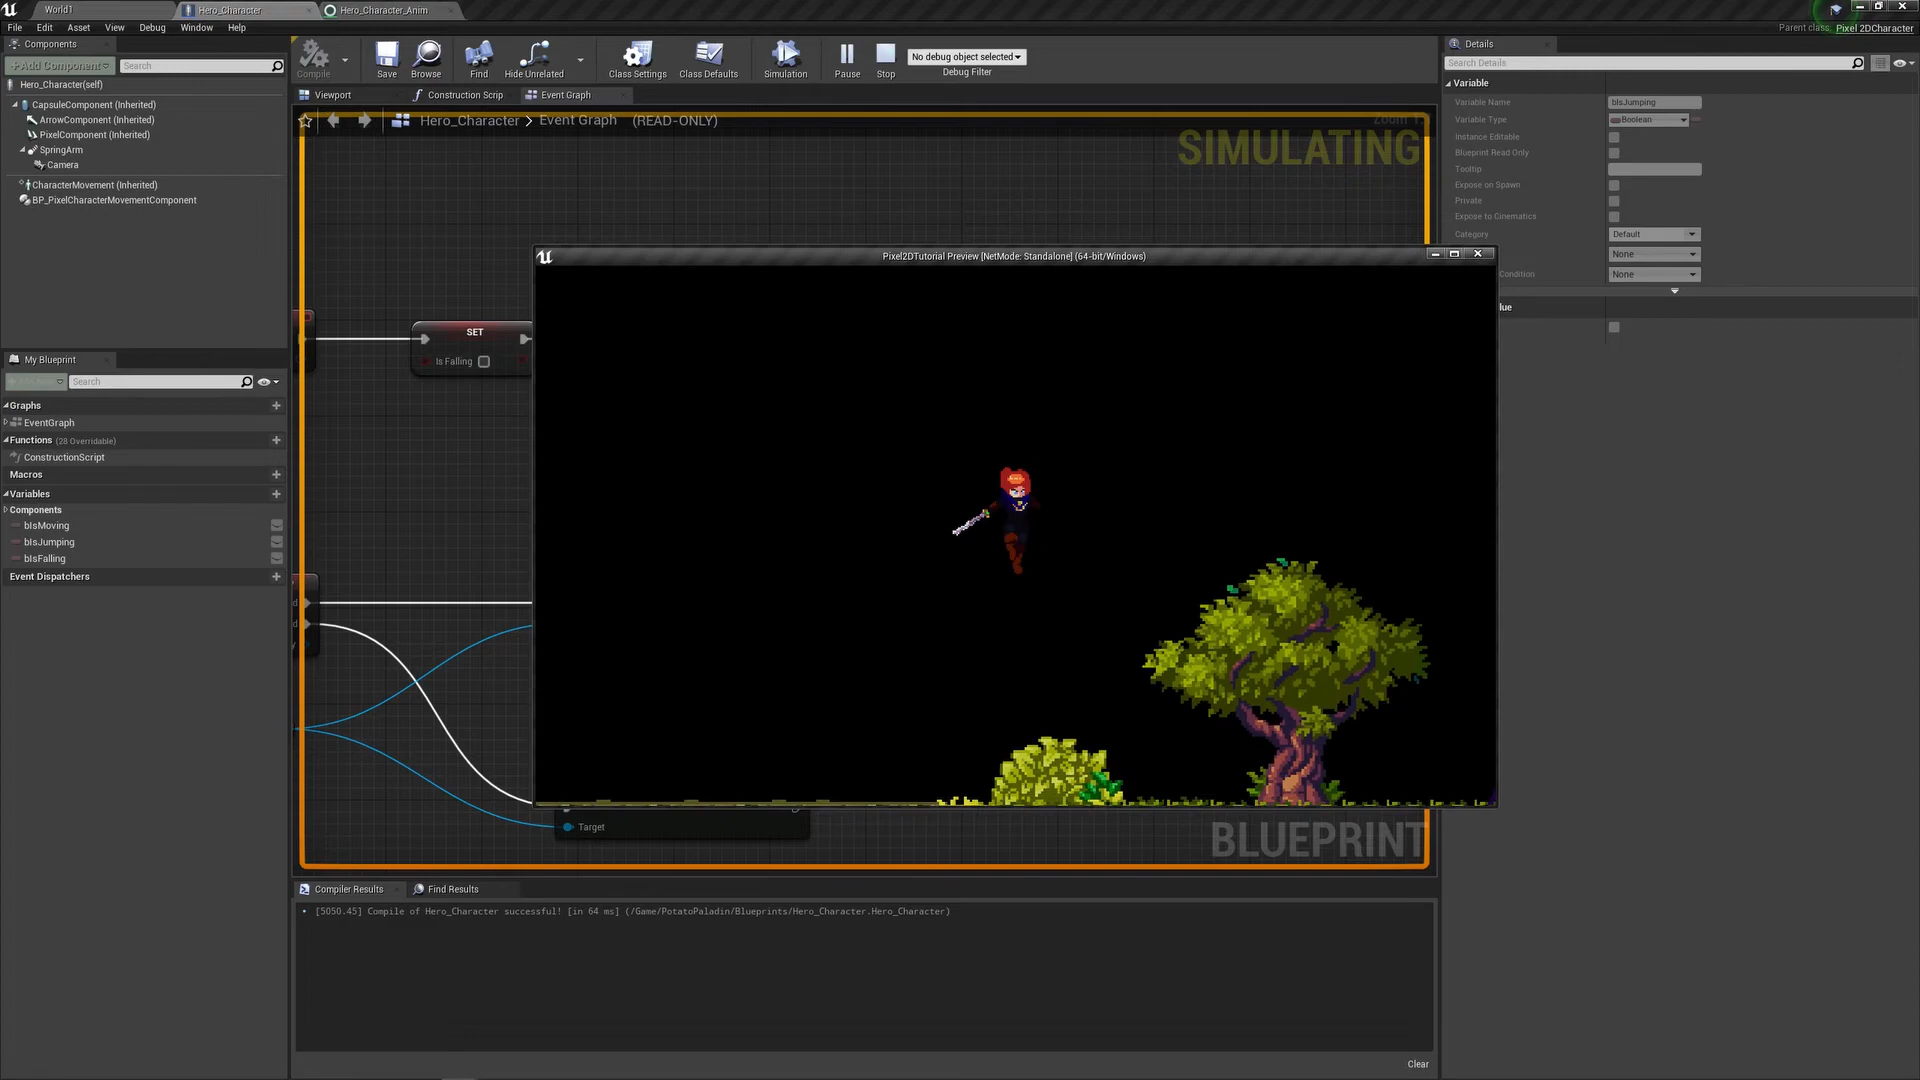 World1
Hero_Character
Hero_Character_Anim
File
Edit
Asset
View
Debug
Window
Help
Parent class: Pixel 2DCharacter
Components
+Add Component
Search
Hero_Character(self)
CapsuleComponent (Inherited)
ArrowComponent (Inherited)
PixelComponent (Inherited)
SpringArm
Camera
CharacterMovement (Inherited)
BP_PixelCharacterMovementComponent
My Blueprint
Search
Graphs
EventGraph
Functions (28 Overridable)
ConstructionScript
Macros
Variables
Components
bIsMoving
bIsJumping
bIsFalling
Event Dispatchers
Compile
Save
Browse
Find
Hide Unrelated
Class Settings
Class Defaults
Simulation
Pause
Stop
No debug object selected
Debug Filter
Viewport
Construction Scrip
Event Graph
Hero_Character > Event Graph (READ-ONLY)
SIMULATING
SET
Is Falling
Pixel2DTutorial Preview [NetMode: Standalone] (64-bit/Windows)
Target
BLUEPRINT
Compiler Results
Find Results
[5050.45] Compile of Hero_Character successful! [in 64 ms] (/Game/PotatoPaladin/Blueprints/Hero_Character.Hero_Character)
Clear
Details
Search Details
Variable
Variable Name
bIsJumping
Variable Type
Boolean
Instance Editable
Blueprint Read Only
Tooltip
Expose on Spawn
Private
Expose to Cinematics
Category
Default
None
Condition
None